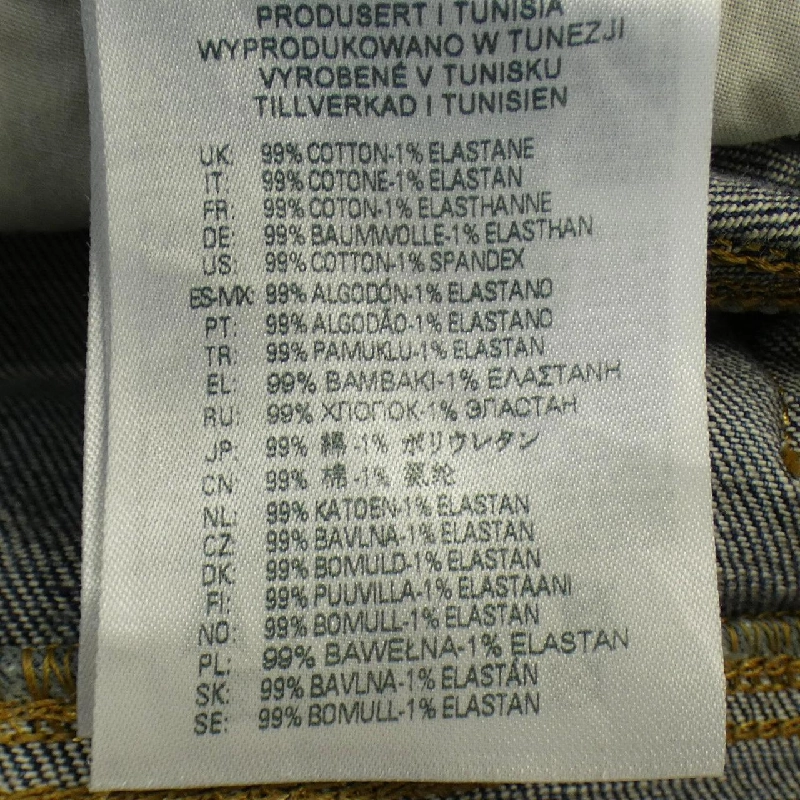 PRODUSERT I TUNISIA
WYPRODUKOWANO W TUNEZJI
VYROBENÉ V TUNISKU
TILLVERKAD I TUNISIEN
UK: 99% COTTON-1% ELASTANE
IT: 99% COTONE-1% ELASTAN
FR: 99% COTON-1% ELASTHANNE
DE: 99% BAUMWOLLE-1% ELASTHAN
US: 99% COTTON-1% SPANDEX
ES-MX: 99% ALGODÓN-1% ELASTANO
PT: 99% ALGODÃO-1% ELASTANO
TR: 99% PAMUKLU-1% ELASTAN
EL: 99% ΒΑΜΒΑΚΙ-1% ΕΛΑΣΤΑΝΗ
RU: 99% ХЛОПОК-1% ЭЛАСТАН
JP: 99% 綿 -1% ポリウレタン
CN: 99% 棉 -1% 氨纶
NL: 99% KATOEN-1% ELASTAN
CZ: 99% BAVLNA-1% ELASTAN
DK: 99% BOMULD-1% ELASTAN
FI: 99% PUUVILLA-1% ELASTAANI
NO: 99% BOMULL-1% ELASTAN
PL: 99% BAWEŁNA-1% ELASTAN
SK: 99% BAVLNA-1% ELASTÁN
SE: 99% BOMULL-1% ELASTAN